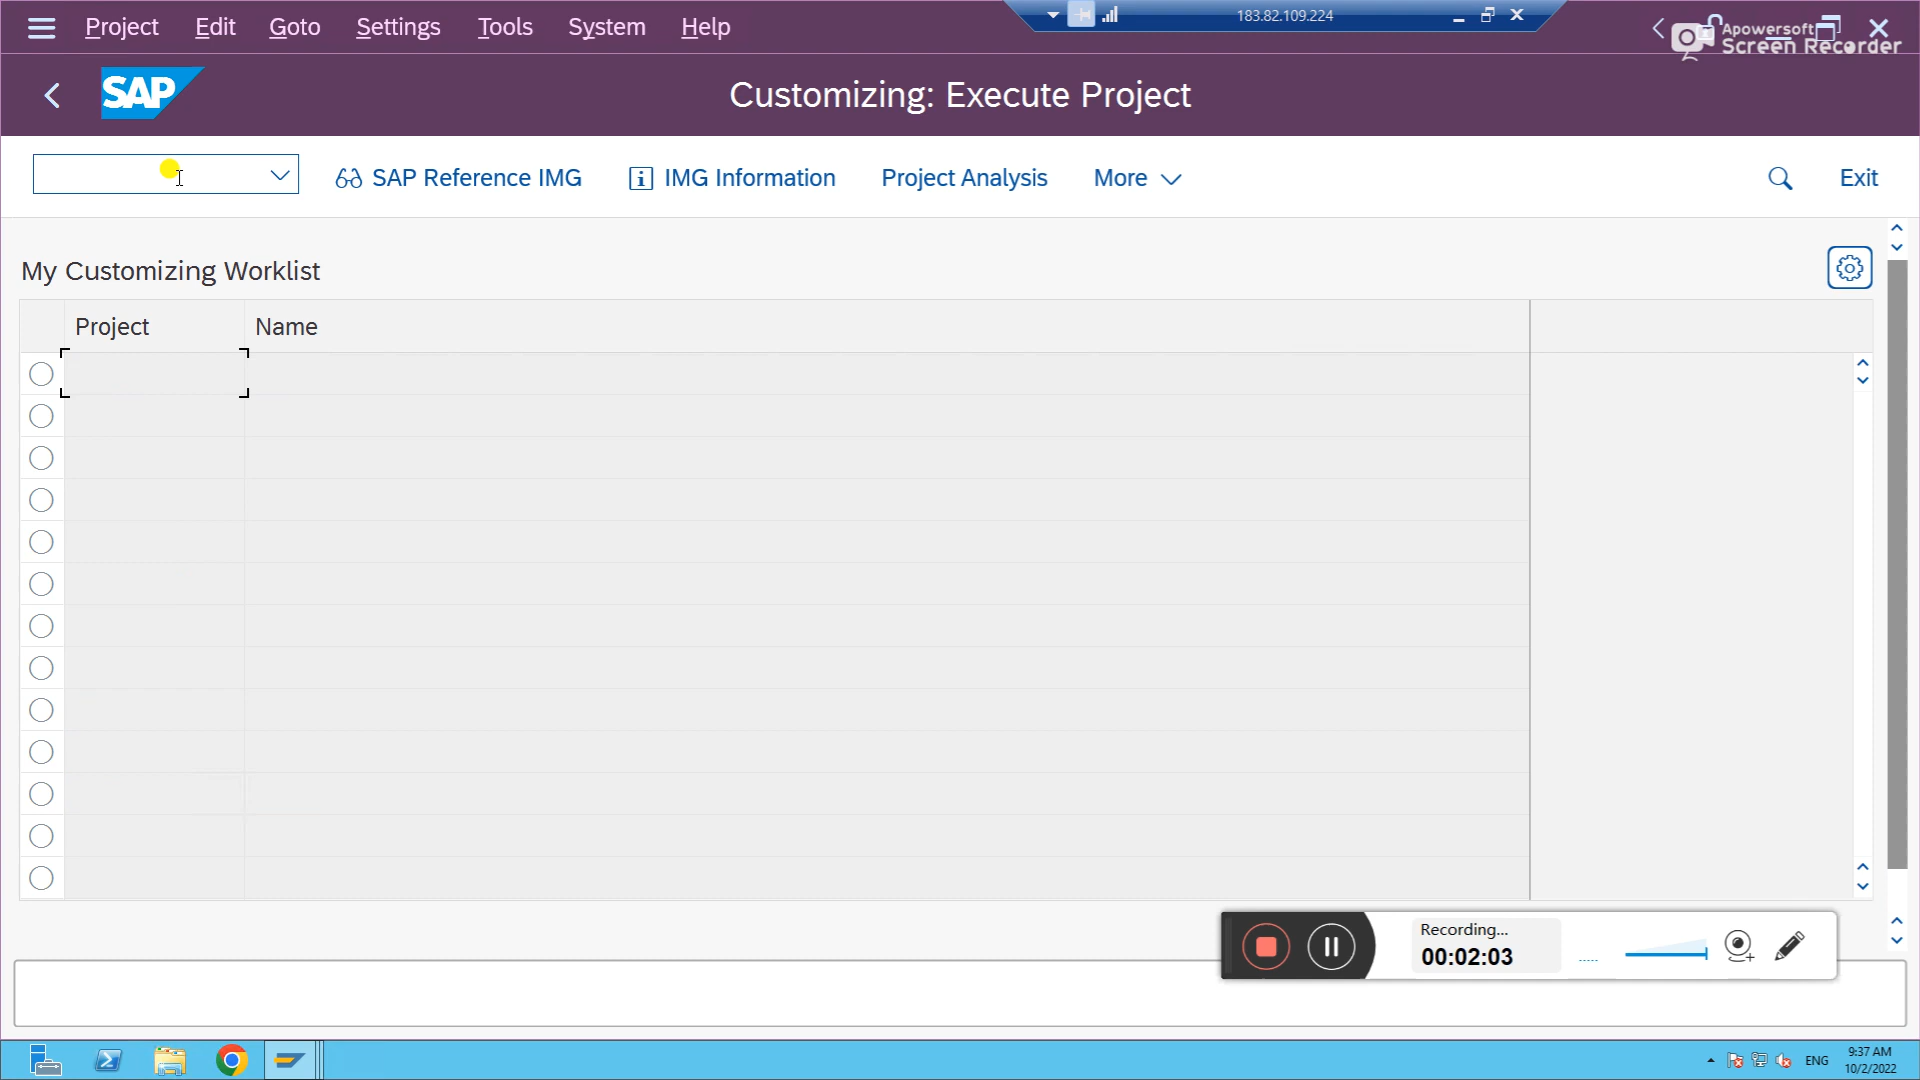 Project Edit Goto Settings Tools System Help
183.82.109.224
Apowersoft
Screen Recorder
SAP
Customizing: Execute Project
SAP Reference IMG
IMG Information
Project Analysis
More
Exit
My Customizing Worklist
Project Name
Recording...
00:02:03
ENG
9:37 AM
10/2/2022